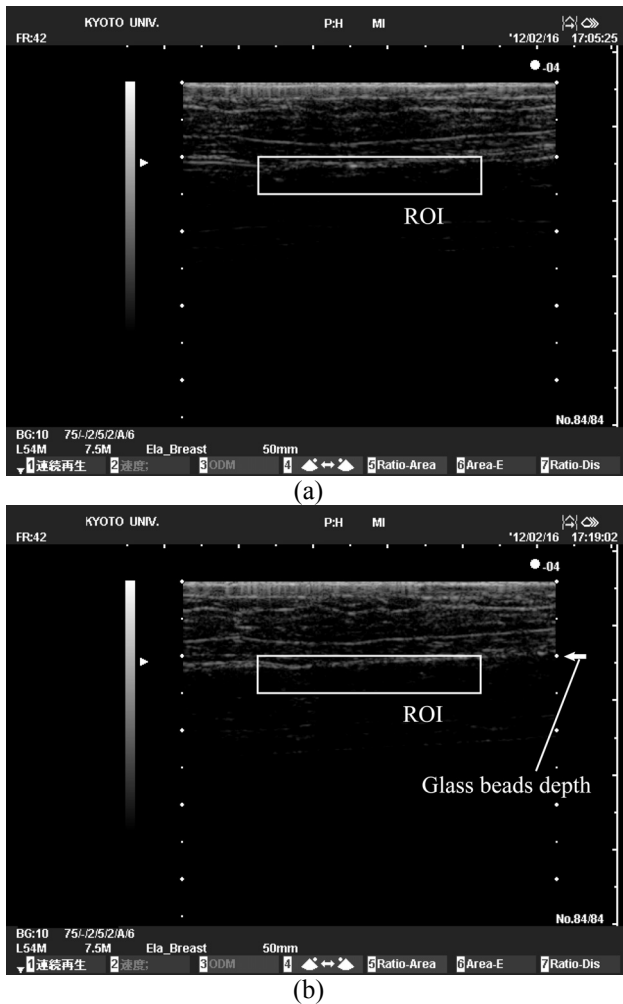 KYOTO UNIV. P:H MI
FR:42 '12/02/16 17:05:25
-04
ROI
No.84/84
BG:10 75/-/2/5/2/A/6
L54M 7.5M Ela_Breast 50mm
1連続再生 2速度; 3ODM 4 5Ratio-Area 6Area-E 7Ratio-Dis
(a)
KYOTO UNIV. P:H MI
FR:42 '12/02/16 17:19:02
-04
ROI
Glass beads depth
No.84/84
BG:10 75/-/2/5/2/A/6
L54M 7.5M Ela_Breast 50mm
1連続再生 2速度; 3ODM 4 5Ratio-Area 6Area-E 7Ratio-Dis
(b)